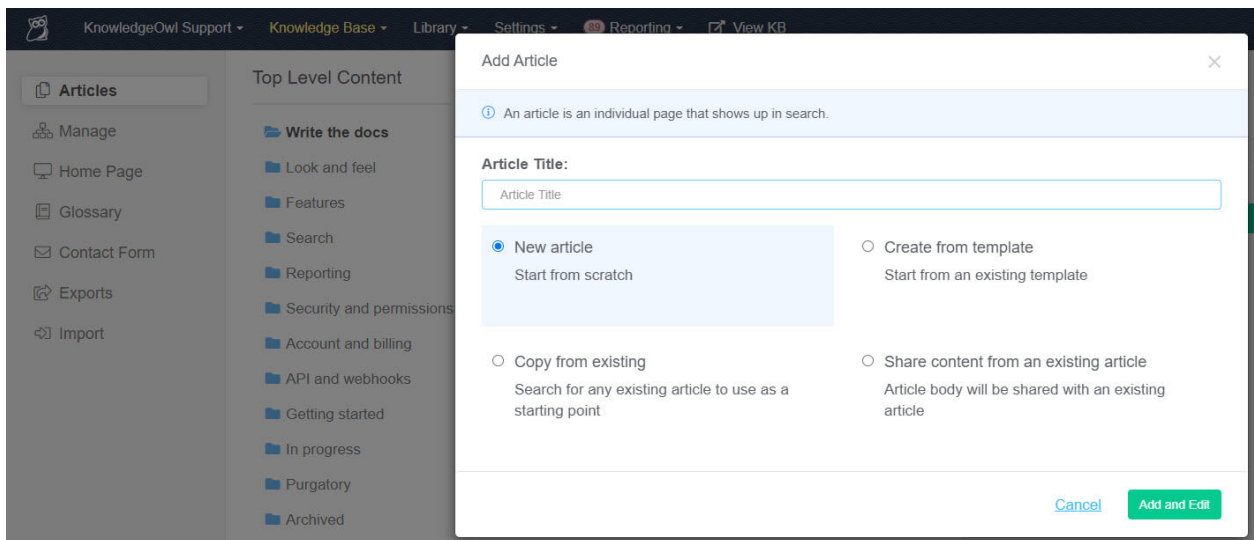 KnowledgeOwl Support
Knowledge Base
Library
Settings
89 Reporting
View KB
Articles
Manage
Home Page
Glossary
Contact Form
Exports
Import
Top Level Content
Write the docs
Look and feel
Features
Search
Reporting
Security and permissions
Account and billing
API and webhooks
Getting started
In progress
Purgatory
Archived
Add Article
An article is an individual page that shows up in search.
Article Title:
Article Title
New article
Start from scratch
Create from template
Start from an existing template
Copy from existing
Search for any existing article to use as a
starting point
Share content from an existing article
Article body will be shared with an existing
article
Cancel
Add and Edit